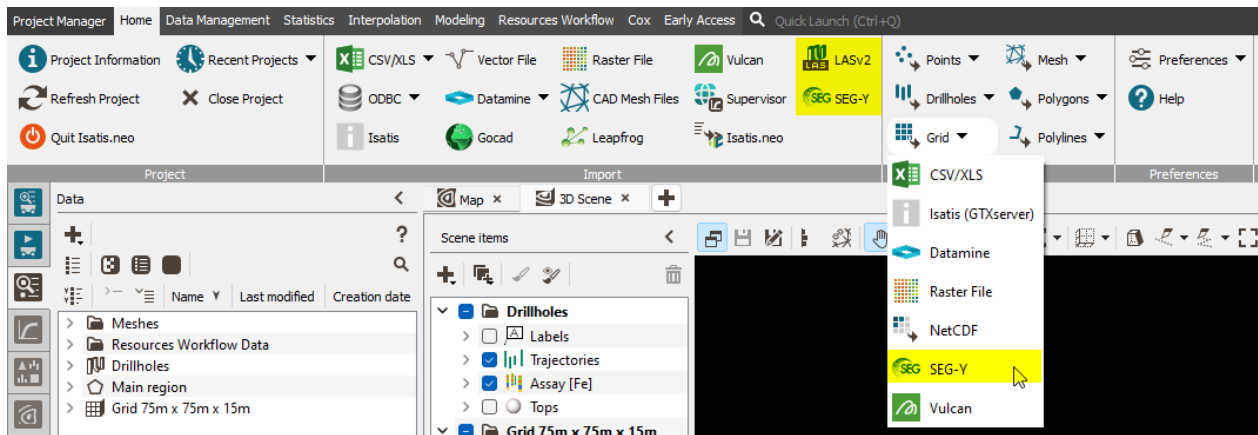 Project Manager Home Data Management Statistics Interpolation Modeling Resources Workflow Cox Early Access Quick Launch (Ctrl+Q)
Project Information Recent Projects CSV/XLS Vector File Raster File Vulcan LAS LASv2 Points Mesh Preferences
Refresh Project Close Project ODBC Datamine CAD Mesh Files Supervisor SEG SEG-Y Drillholes Polygons Help
Quit Isatis.neo Isatis Gocad Leapfrog Isatis.neo Grid Polylines
Project Import Preferences
CSV/XLS
Isatis (GTXserver)
Datamine
Raster File
NetCDF
SEG SEG-Y
Vulcan
Data
Name Last modified Creation date
Meshes
Resources Workflow Data
Drillholes
Main region
Grid 75m x 75m x 15m
Map 3D Scene
Scene items
Drillholes
Labels
Trajectories
Assay [Fe]
Tops
Grid 75m x 75m x 15m